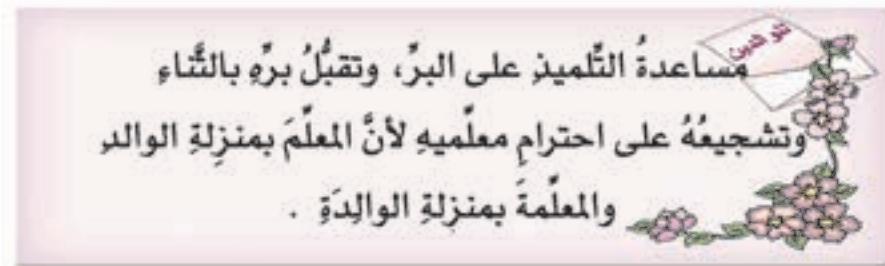 للوالدين
مساعدةُ التِّلميذِ على البرِّ، وتقبُّلُ برِّهِ بالثَّناءِ
وتشجيعُهُ على احترامِ معلِّميهِ لأنَّ المعلِّمَ بمنزِلةِ الوالدِ
والمعلِّمةَ بمنزِلةِ الوالِدَةِ .